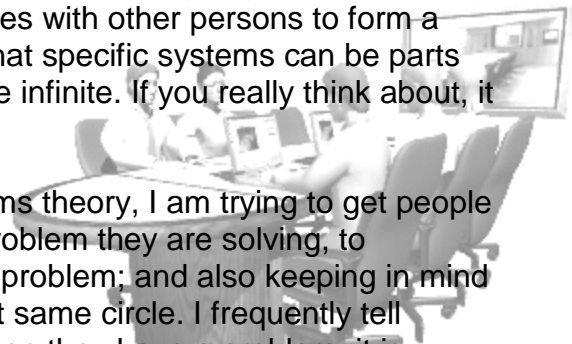 es with other persons to form a
hat specific systems can be parts
e infinite. If you really think about, it
ms theory, I am trying to get people
roblem they are solving, to
problem; and also keeping in mind
t same circle. I frequently tell